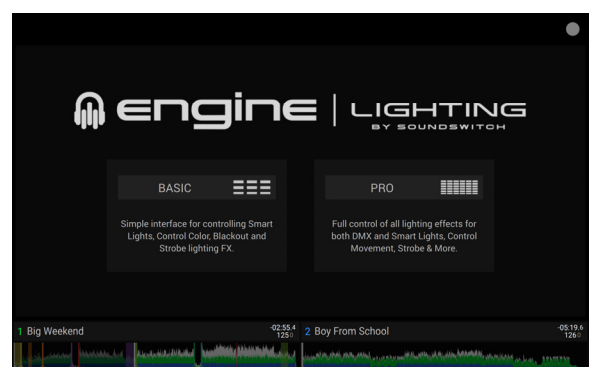 engine | LIGHTING
BY SOUNDSWITCH
BASIC
Simple interface for controlling Smart
Lights, Control Color, Blackout and
Strobe lighting FX.
PRO
Full control of all lighting effects for
both DMX and Smart Lights, Control
Movement, Strobe & More.
1 Big Weekend
-02:55.4
125.0
2 Boy From School
-05:19.6
126.0